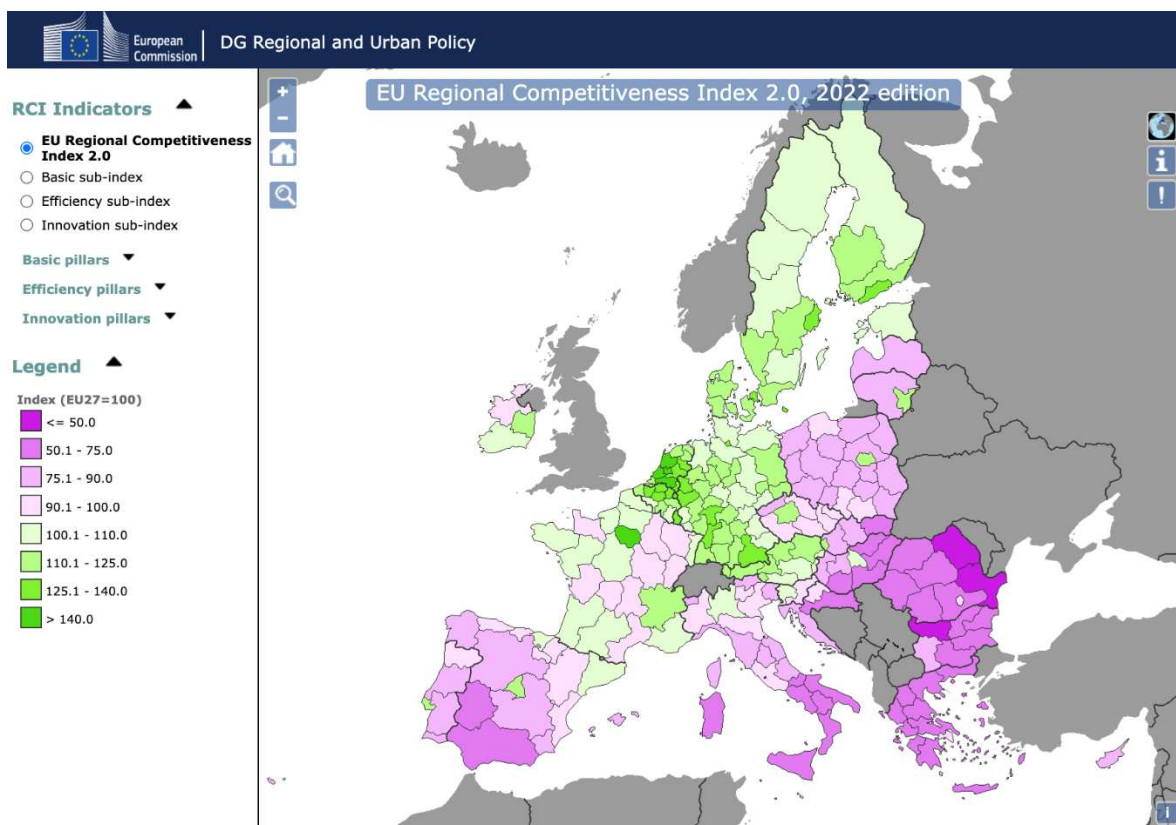 European
Commission
DG Regional and Urban Policy
RCI Indicators
EU Regional Competitiveness
Index 2.0
Basic sub-index
Efficiency sub-index
Innovation sub-index
Basic pillars
Efficiency pillars
Innovation pillars
Legend
Index (EU27=100)
<= 50.0
50.1 - 75.0
75.1 - 90.0
90.1 - 100.0
100.1 - 110.0
110.1 - 125.0
125.1 - 140.0
> 140.0
+
−
EU Regional Competitiveness Index 2.0, 2022 edition
i
!
i